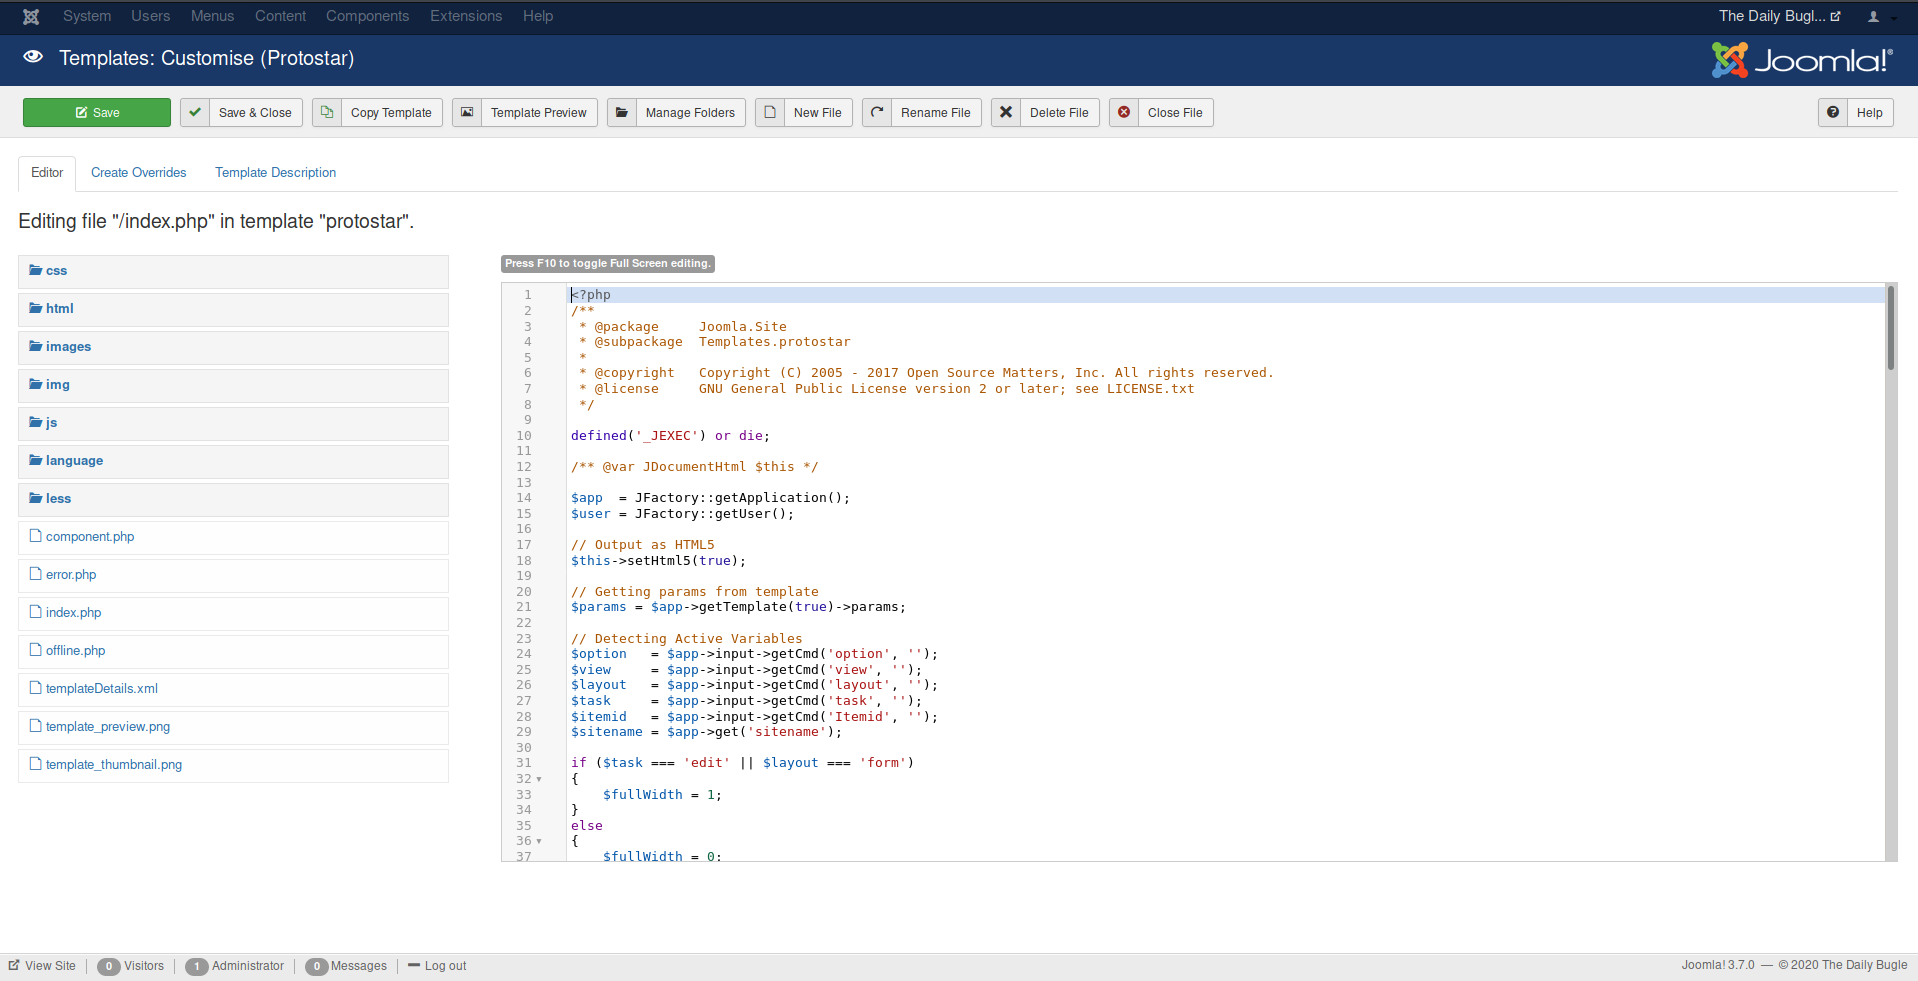 System Users Menus Content Components Extensions Help The Daily Bugl...
Templates: Customise (Protostar) Joomla!®
Save Save & Close Copy Template Template Preview Manage Folders New File Rename File Delete File Close File Help
Editor Create Overrides Template Description
Editing file "/index.php" in template "protostar".
css
html
images
img
js
language
less
component.php
error.php
index.php
offline.php
templateDetails.xml
template_preview.png
template_thumbnail.png
Press F10 to toggle Full Screen editing.
1 <?php
2 /**
3  * @package     Joomla.Site
4  * @subpackage  Templates.protostar
5  *
6  * @copyright   Copyright (C) 2005 - 2017 Open Source Matters, Inc. All rights reserved.
7  * @license     GNU General Public License version 2 or later; see LICENSE.txt
8  */
9
10 defined('_JEXEC') or die;
11
12 /** @var JDocumentHtml $this */
13
14 $app  = JFactory::getApplication();
15 $user = JFactory::getUser();
16
17 // Output as HTML5
18 $this->setHtml5(true);
19
20 // Getting params from template
21 $params = $app->getTemplate(true)->params;
22
23 // Detecting Active Variables
24 $option   = $app->input->getCmd('option', '');
25 $view     = $app->input->getCmd('view', '');
26 $layout   = $app->input->getCmd('layout', '');
27 $task     = $app->input->getCmd('task', '');
28 $itemid   = $app->input->getCmd('Itemid', '');
29 $sitename = $app->get('sitename');
30
31 if ($task === 'edit' || $layout === 'form')
32 {
33     $fullWidth = 1;
34 }
35 else
36 {
37     $fullWidth = 0;
View Site 0 Visitors 1 Administrator 0 Messages Log out Joomla! 3.7.0 — © 2020 The Daily Bugle